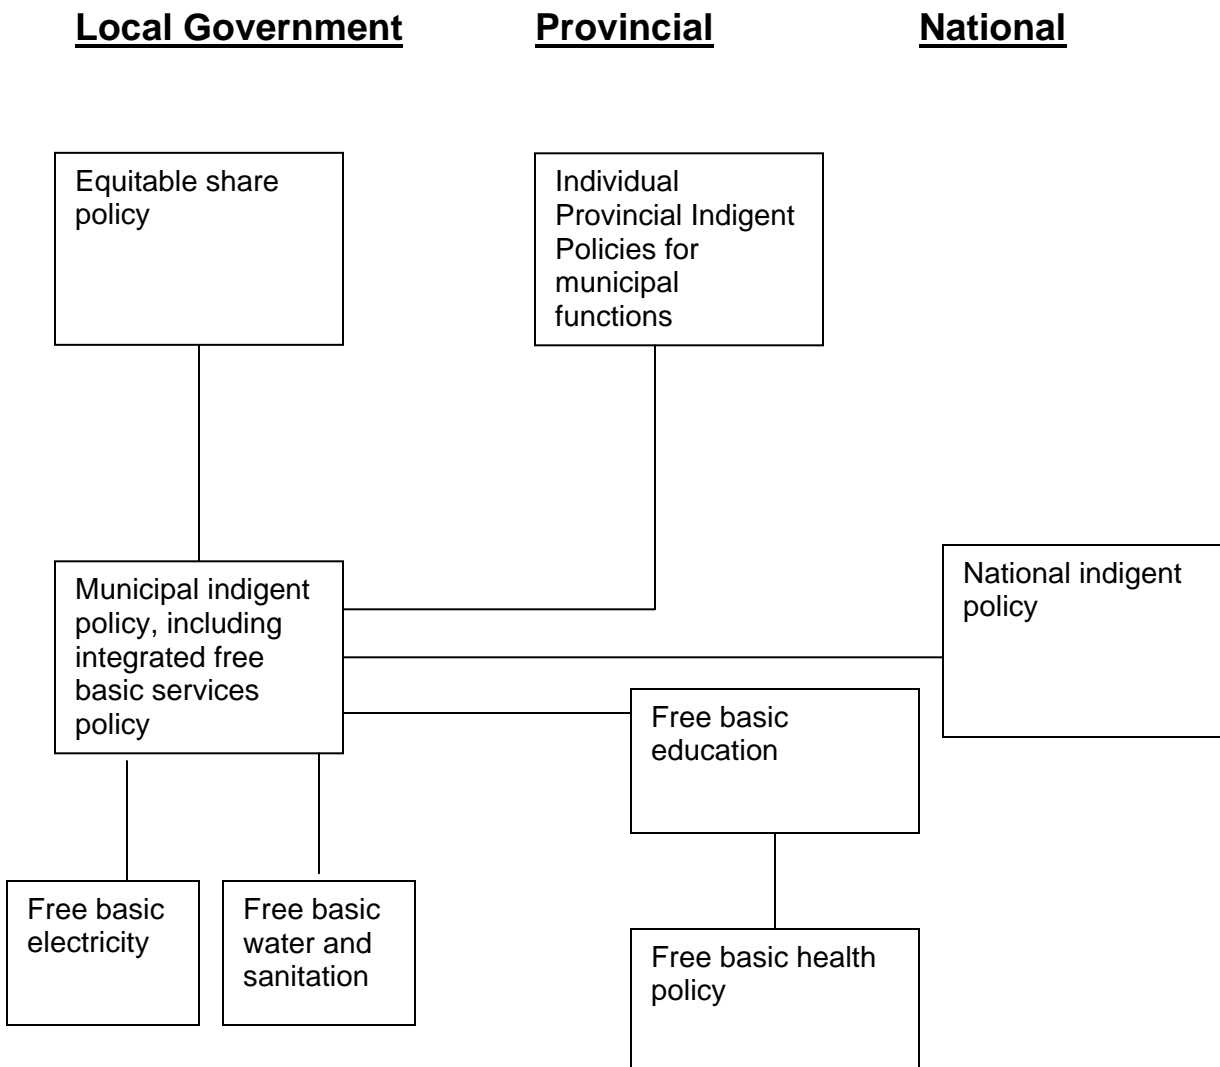 Local Government
Provincial
National
Equitable share
policy
Individual
Provincial Indigent
Policies for
municipal
functions
Municipal indigent
policy, including
integrated free
basic services
policy
National indigent
policy
Free basic
education
Free basic
electricity
Free basic
water and
sanitation
Free basic health
policy